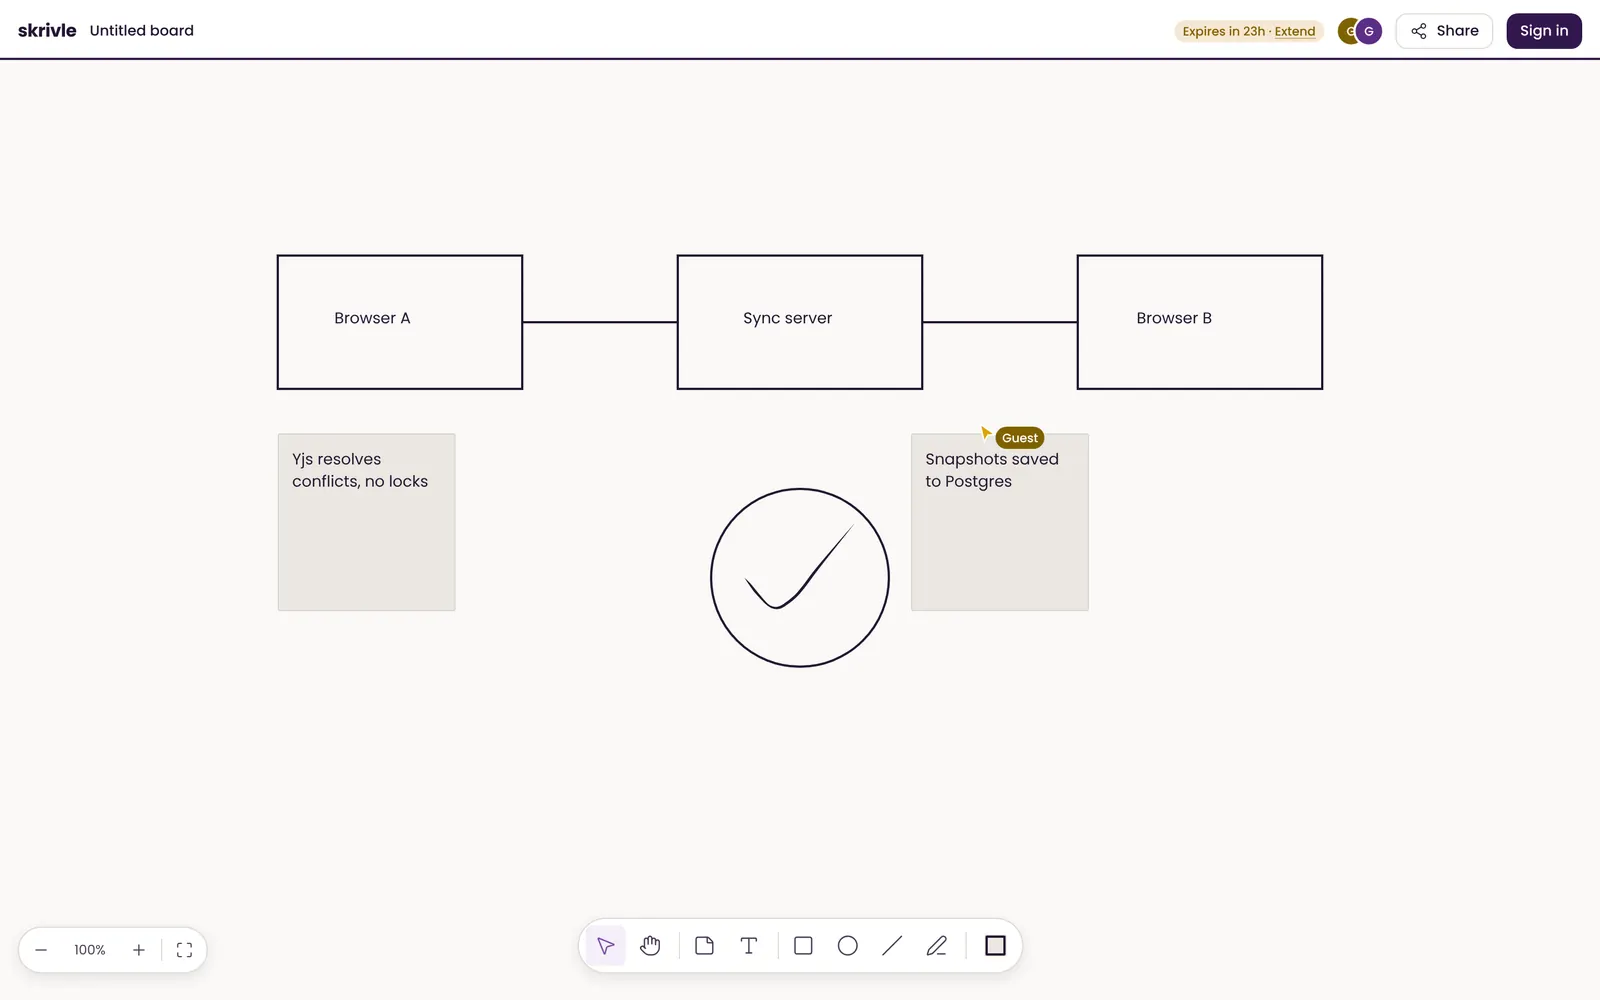 skrivle Untitled board Expires in 23h · Extend G G Share Sign in
Browser A Sync server Browser B
Guest
Yjs resolves
conflicts, no locks
Snapshots saved
to Postgres
100%